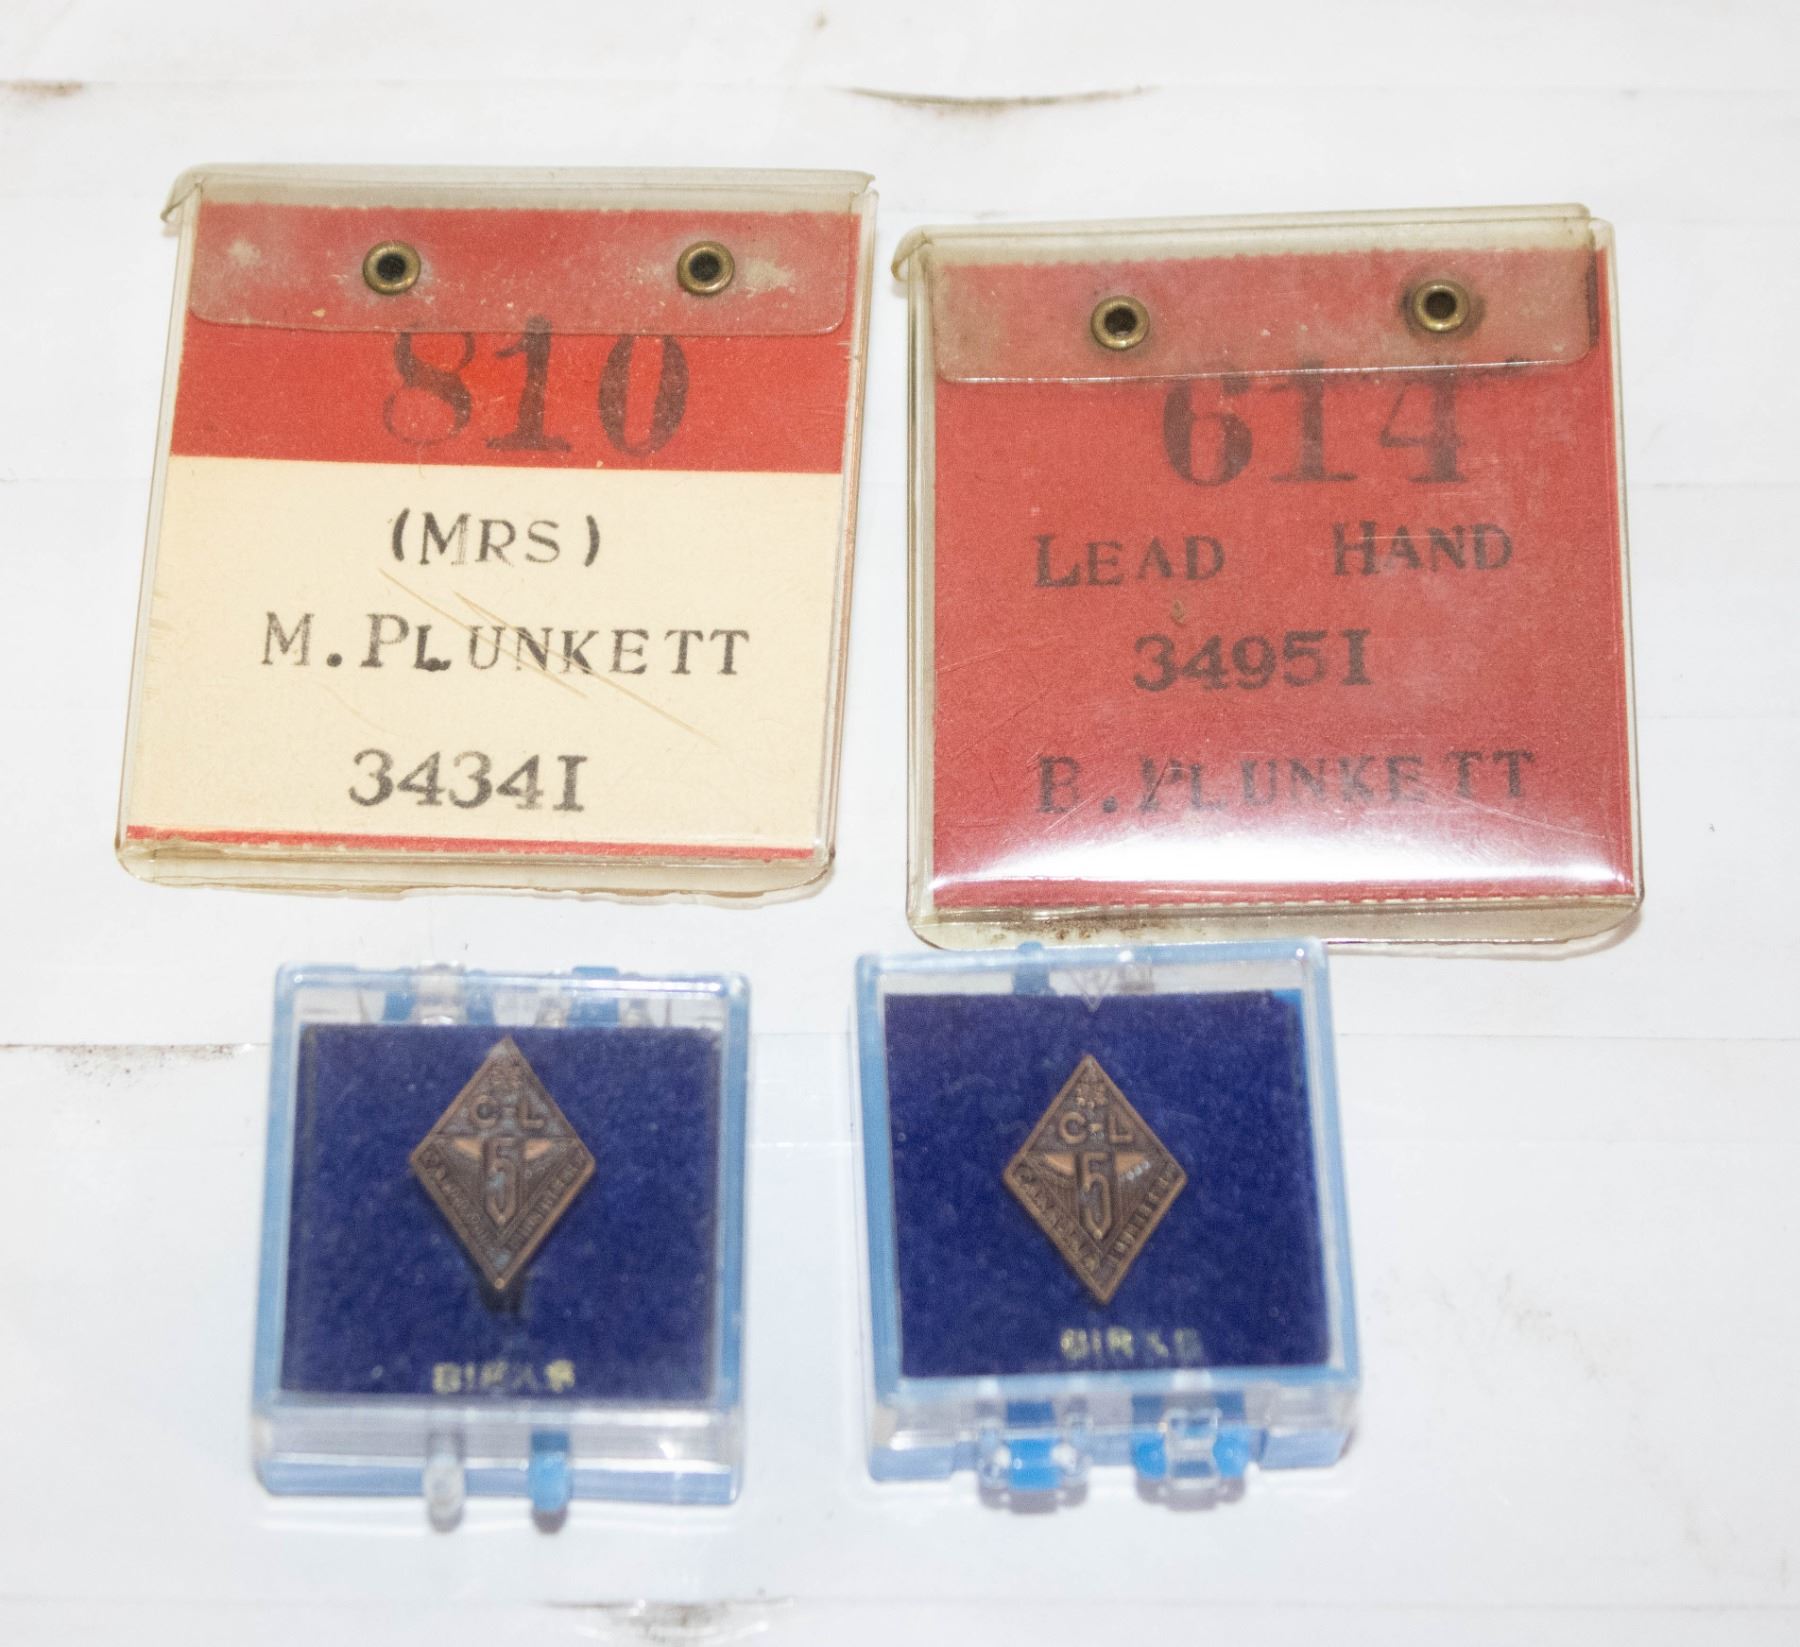 810
(MRS)
M. PLUNKETT
34341
614
LEAD HAND
34951
B. PLUNKETT
C-L
5
BIRKS
C-L
5
BIRKS